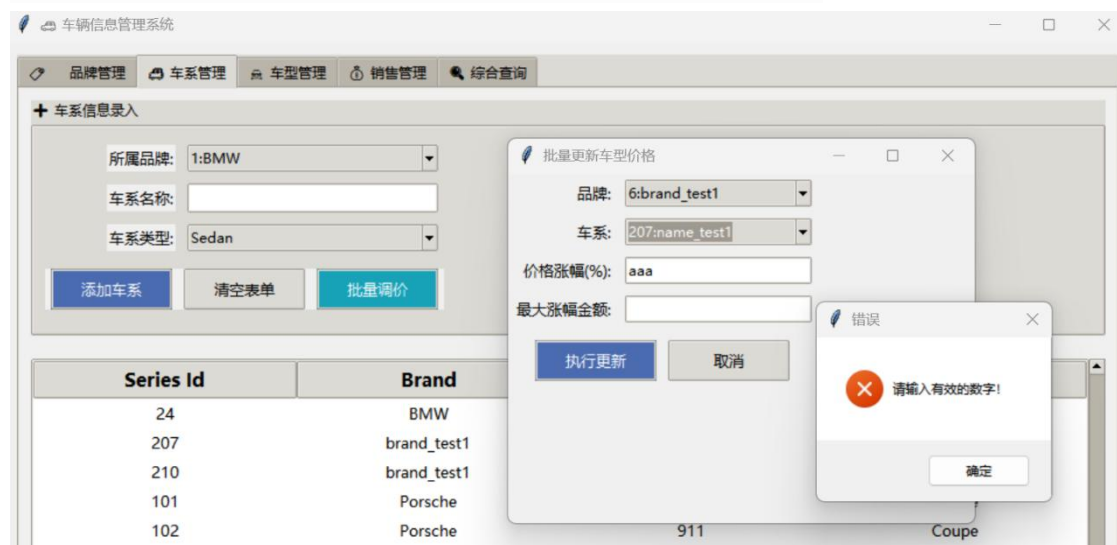 车辆信息管理系统
品牌管理 车系管理 车型管理 销售管理 综合查询
车系信息录入
所属品牌: 1:BMW
车系名称:
车系类型: Sedan
添加车系 清空表单 批量调价
Series Id Brand
24 BMW
207 brand_test1
210 brand_test1
101 Porsche
102 Porsche 911 Coupe
批量更新车型价格
品牌: 6:brand_test1
车系: 207:name_test1
价格涨幅(%): aaa
最大涨幅金额:
执行更新 取消
错误
请输入有效的数字!
确定